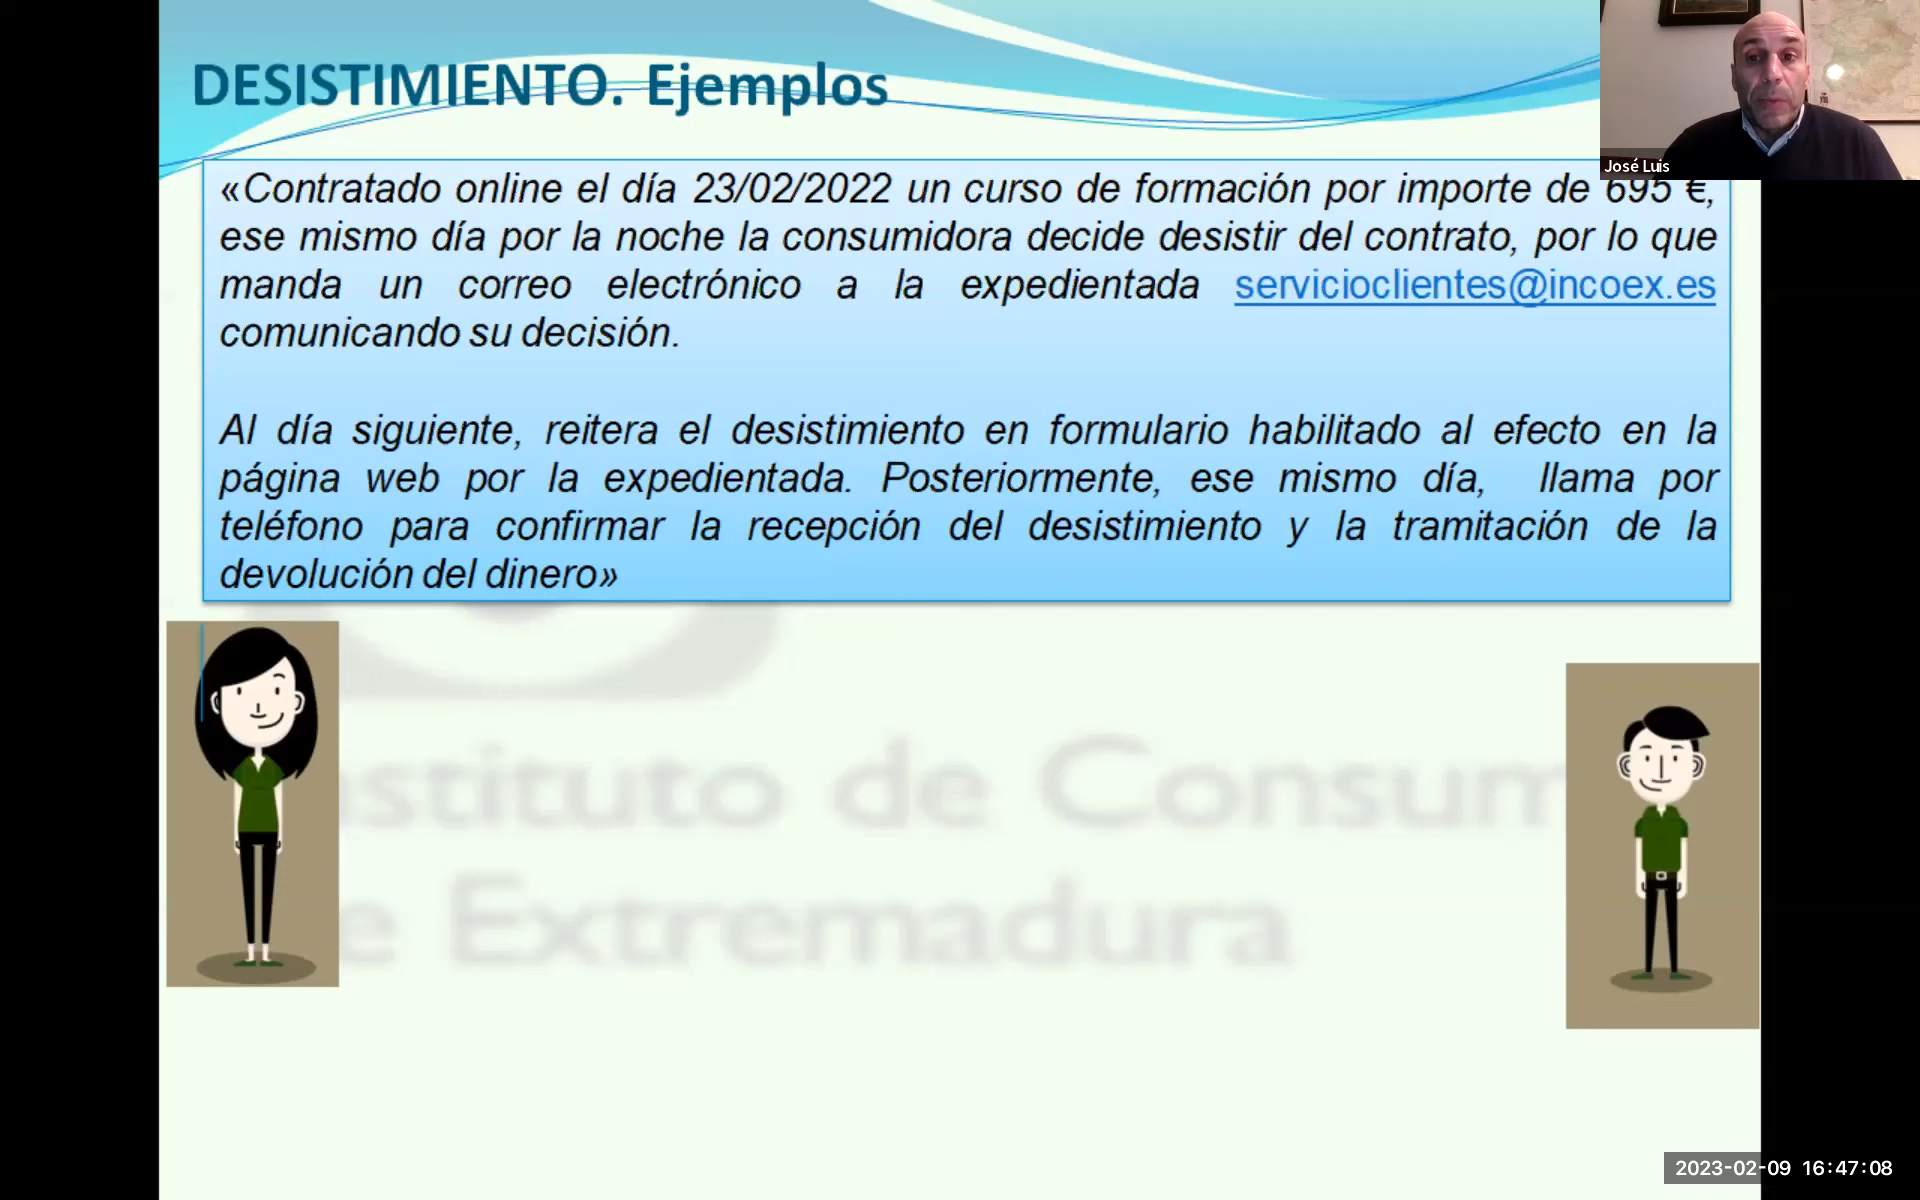 DESISTIMIENTO. Ejemplos
José Luis
«Contratado online el día 23/02/2022 un curso de formación por importe de 695 €,
ese mismo día por la noche la consumidora decide desistir del contrato, por lo que
manda un correo electrónico a la expedientada servicioclientes@incoex.es
comunicando su decisión.
Al día siguiente, reitera el desistimiento en formulario habilitado al efecto en la
página web por la expedientada. Posteriormente, ese mismo día, llama por
teléfono para confirmar la recepción del desistimiento y la tramitación de la
devolución del dinero»
nstituto de Consum
e Extremadura
2023-02-09 16:47:08